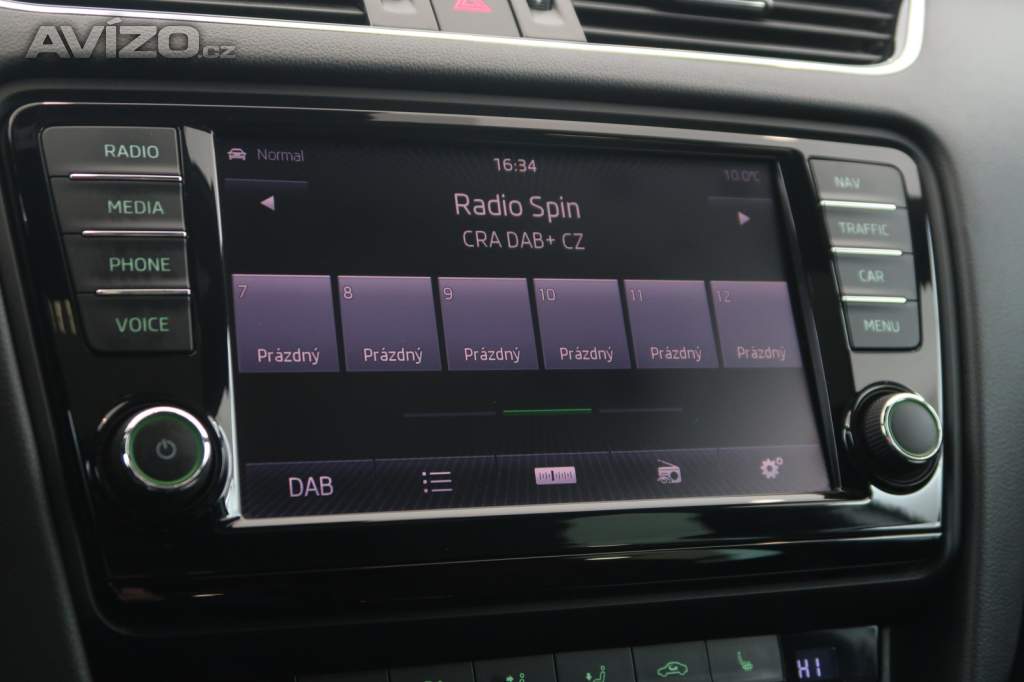 AVÍZO.cz
RADIO
MEDIA
PHONE
VOICE
Normal
16:34
10.0°C
Radio Spin
CRA DAB+ CZ
7 8 9 10 11 12
Prázdný Prázdný Prázdný Prázdný Prázdný Prázdný
DAB
NAV
TRAFFIC
CAR
MENU
HI